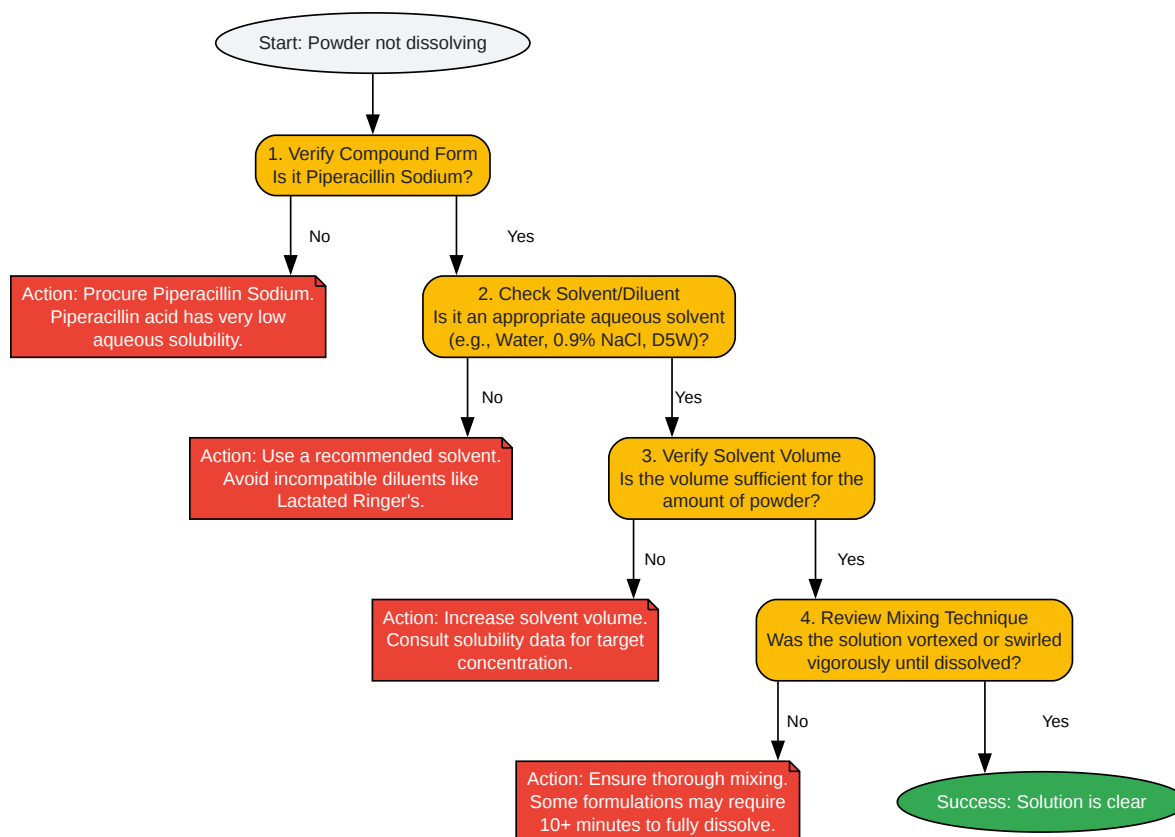 Start: Powder not dissolving
1. Verify Compound Form
Is it Piperacillin Sodium?
No
Yes
Action: Procure Piperacillin Sodium.
Piperacillin acid has very low
aqueous solubility.
2. Check Solvent/Diluent
Is it an appropriate aqueous solvent
(e.g., Water, 0.9% NaCl, D5W)?
No
Yes
Action: Use a recommended solvent.
Avoid incompatible diluents like
Lactated Ringer's.
3. Verify Solvent Volume
Is the volume sufficient for the
amount of powder?
No
Yes
Action: Increase solvent volume.
Consult solubility data for target
concentration.
4. Review Mixing Technique
Was the solution vortexed or swirled
vigorously until dissolved?
No
Yes
Action: Ensure thorough mixing.
Some formulations may require
10+ minutes to fully dissolve.
Success: Solution is clear